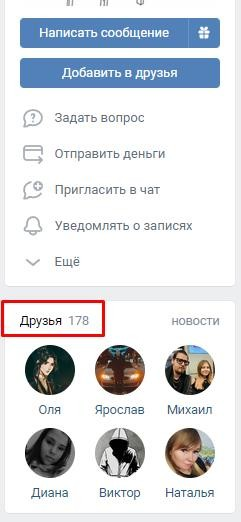 Написать сообщение
Добавить в друзья
Задать вопрос
Отправить деньги
Пригласить в чат
Уведомлять о записях
Ещё
Друзья 178 новости
Оля Ярослав Михаил
Диана Виктор Наталья